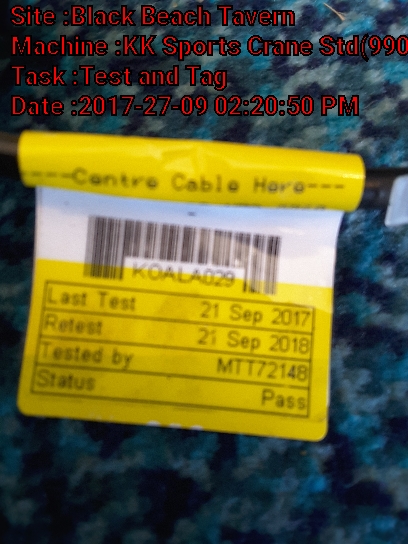 Site :Black Beach Tavern
Machine :KK Sports Crane Std(990
Task :Test and Tag
Date :2017-27-09 02:20:50 PM
----Centre Cable Here---
KOALA029
Last Test 21 Sep 2017
Retest 21 Sep 2018
Tested by MTT72148
Status Pass